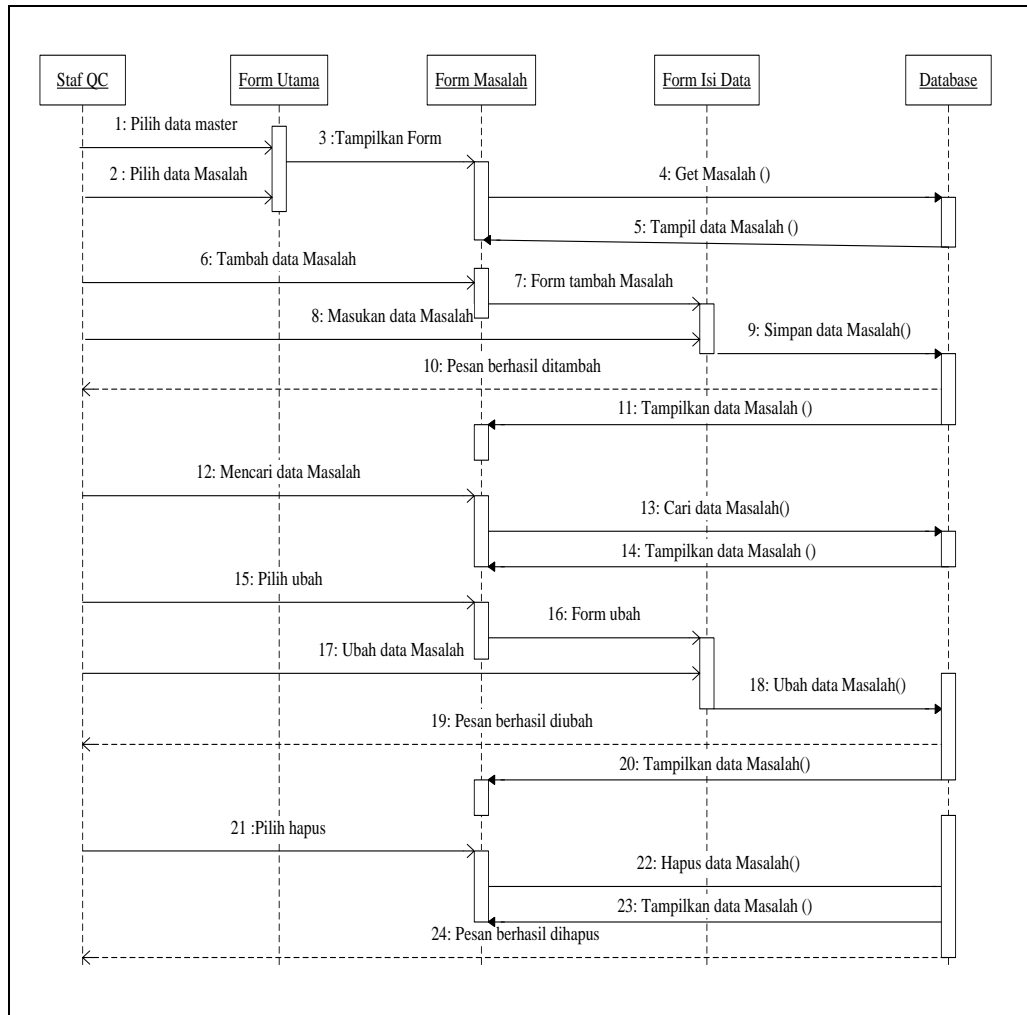 Staf QC
Form Utama
Form Masalah
Form Isi Data
Database
1: Pilih data master
3 :Tampilkan Form
2 : Pilih data Masalah
4: Get Masalah ()
5: Tampil data Masalah ()
6: Tambah data Masalah
7: Form tambah Masalah
8: Masukan data Masalah
9: Simpan data Masalah()
10: Pesan berhasil ditambah
11: Tampilkan data Masalah ()
12: Mencari data Masalah
13: Cari data Masalah()
14: Tampilkan data Masalah ()
15: Pilih ubah
16: Form ubah
17: Ubah data Masalah
18: Ubah data Masalah()
19: Pesan berhasil diubah
20: Tampilkan data Masalah()
21 :Pilih hapus
22: Hapus data Masalah()
23: Tampilkan data Masalah ()
24: Pesan berhasil dihapus